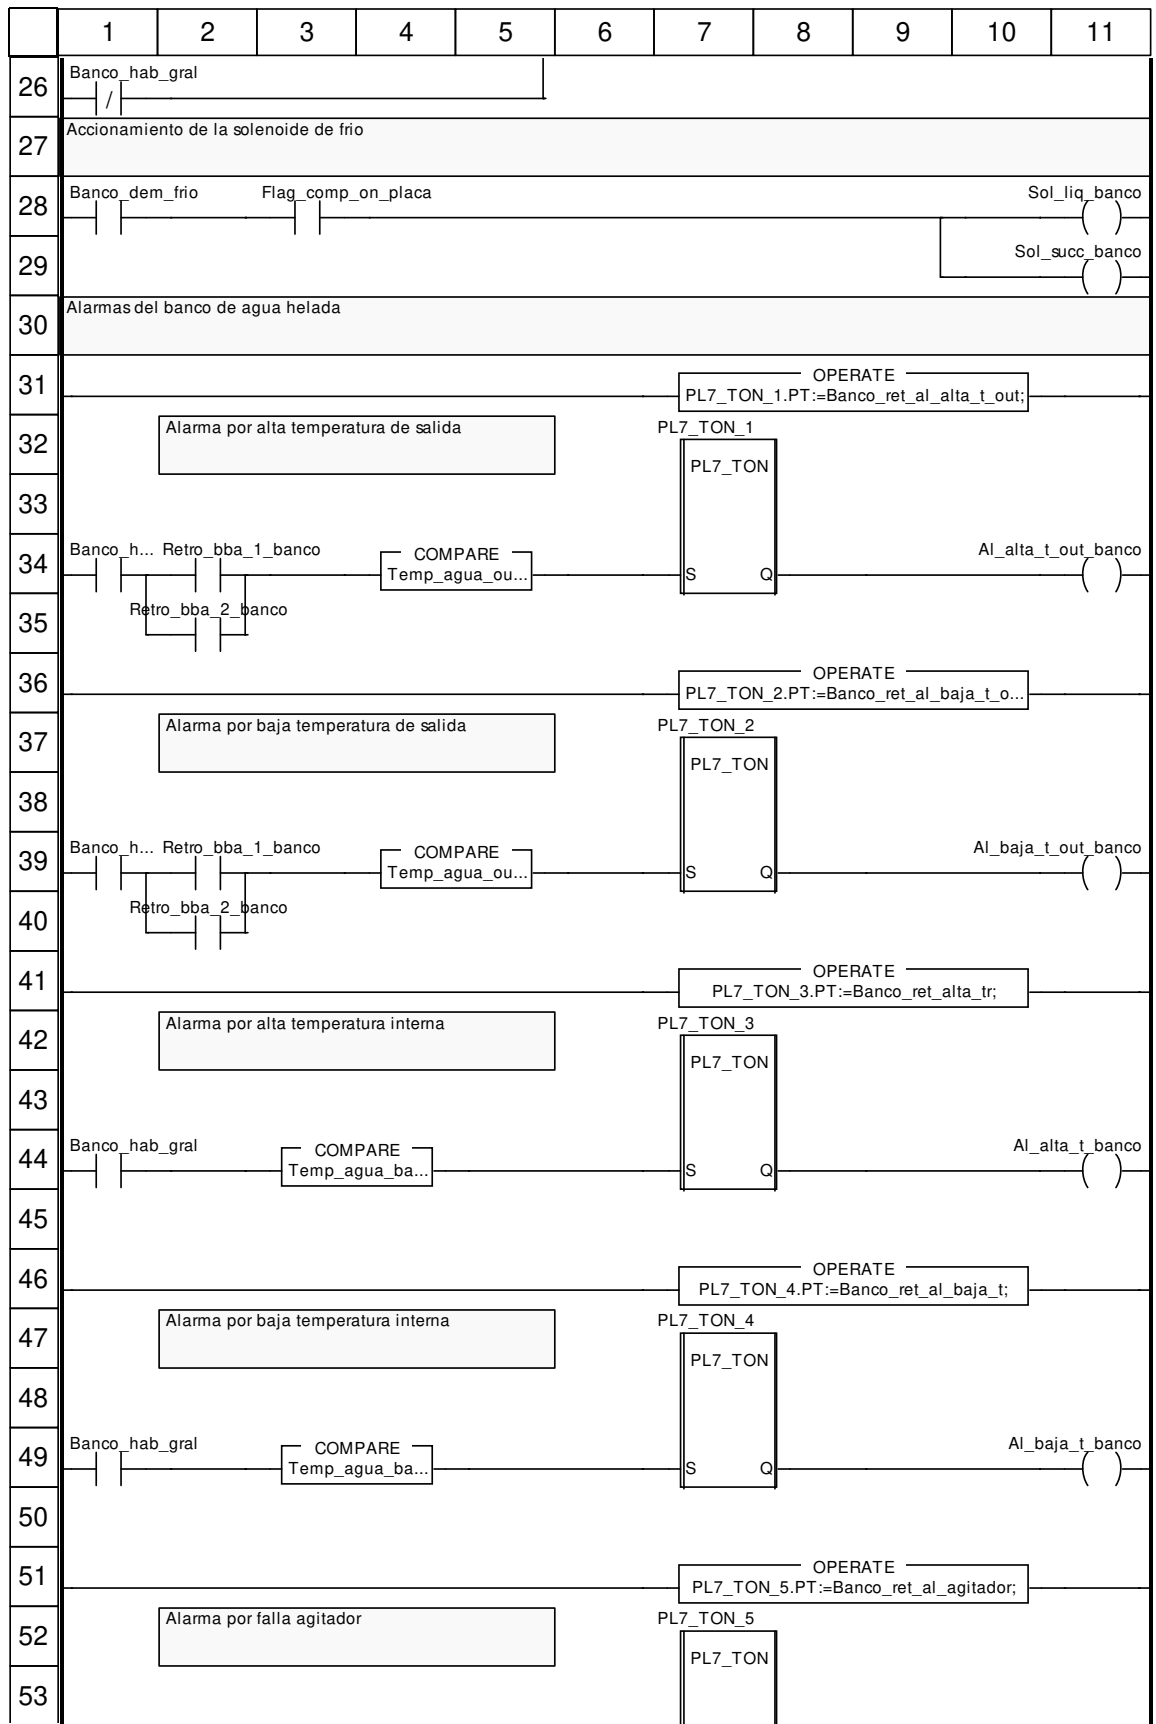 1 2 3 4 5 6 7 8 9 10 11
26 Banco_hab_gral
/
27 Accionamiento de la solenoide de frio
28 Banco_dem_frio Flag_comp_on_placa Sol_liq_banco
29 Sol_succ_banco
30 Alarmas del banco de agua helada
31 OPERATE
PL7_TON_1.PT:=Banco_ret_al_alta_t_out;
32 Alarma por alta temperatura de salida PL7_TON_1
PL7_TON
33
34 Banco_h... Retro_bba_1_banco COMPARE Al_alta_t_out_banco
Temp_agua_ou... S Q
35 Retro_bba_2_banco
36 OPERATE
PL7_TON_2.PT:=Banco_ret_al_baja_t_o...
37 Alarma por baja temperatura de salida PL7_TON_2
PL7_TON
38
39 Banco_h... Retro_bba_1_banco COMPARE Al_baja_t_out_banco
Temp_agua_ou... S Q
40 Retro_bba_2_banco
41 OPERATE
PL7_TON_3.PT:=Banco_ret_alta_tr;
42 Alarma por alta temperatura interna PL7_TON_3
PL7_TON
43
44 Banco_hab_gral COMPARE Al_alta_t_banco
Temp_agua_ba... S Q
45
46 OPERATE
PL7_TON_4.PT:=Banco_ret_al_baja_t;
47 Alarma por baja temperatura interna PL7_TON_4
PL7_TON
48
49 Banco_hab_gral COMPARE Al_baja_t_banco
Temp_agua_ba... S Q
50
51 OPERATE
PL7_TON_5.PT:=Banco_ret_al_agitador;
52 Alarma por falla agitador PL7_TON_5
PL7_TON
53